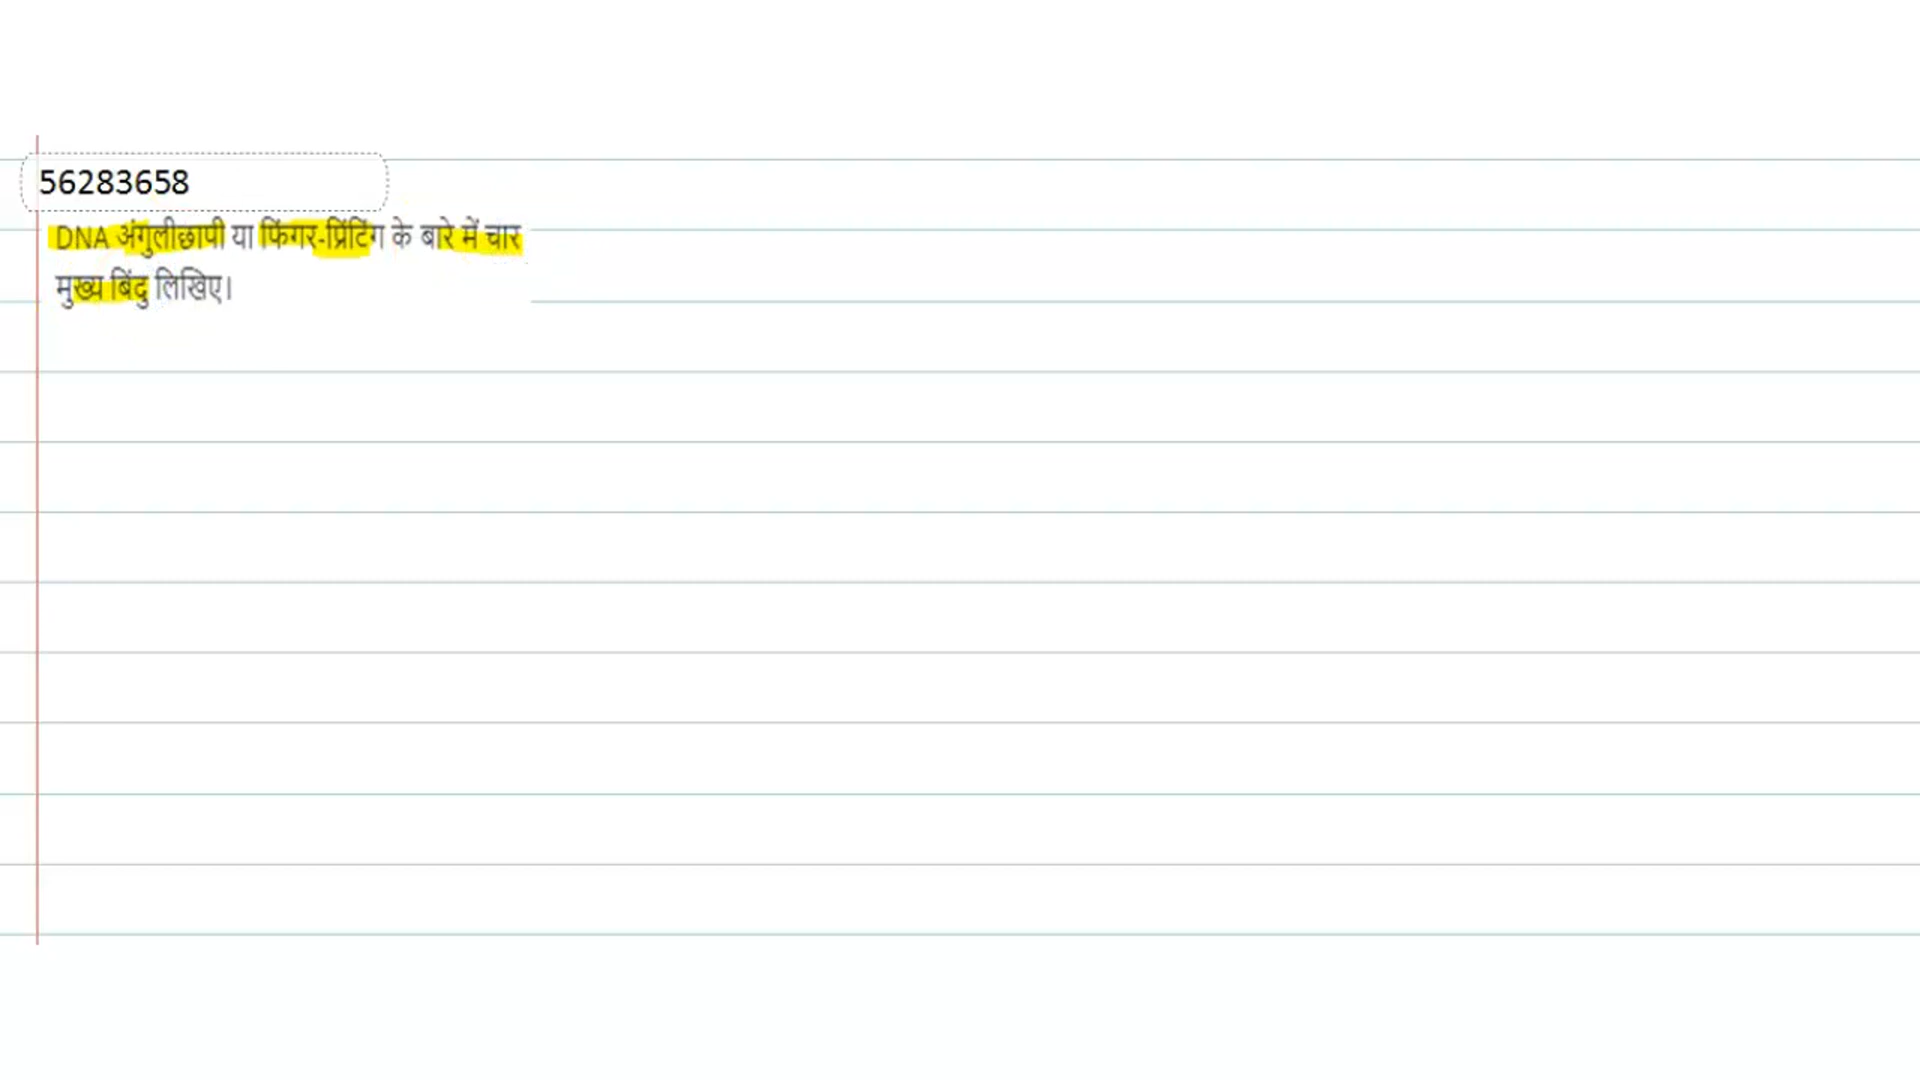 56283658
DNA अंगुलीछापी या फिंगर-प्रिंटिंग के बारे में चार
मुख्य बिंदु लिखिए।